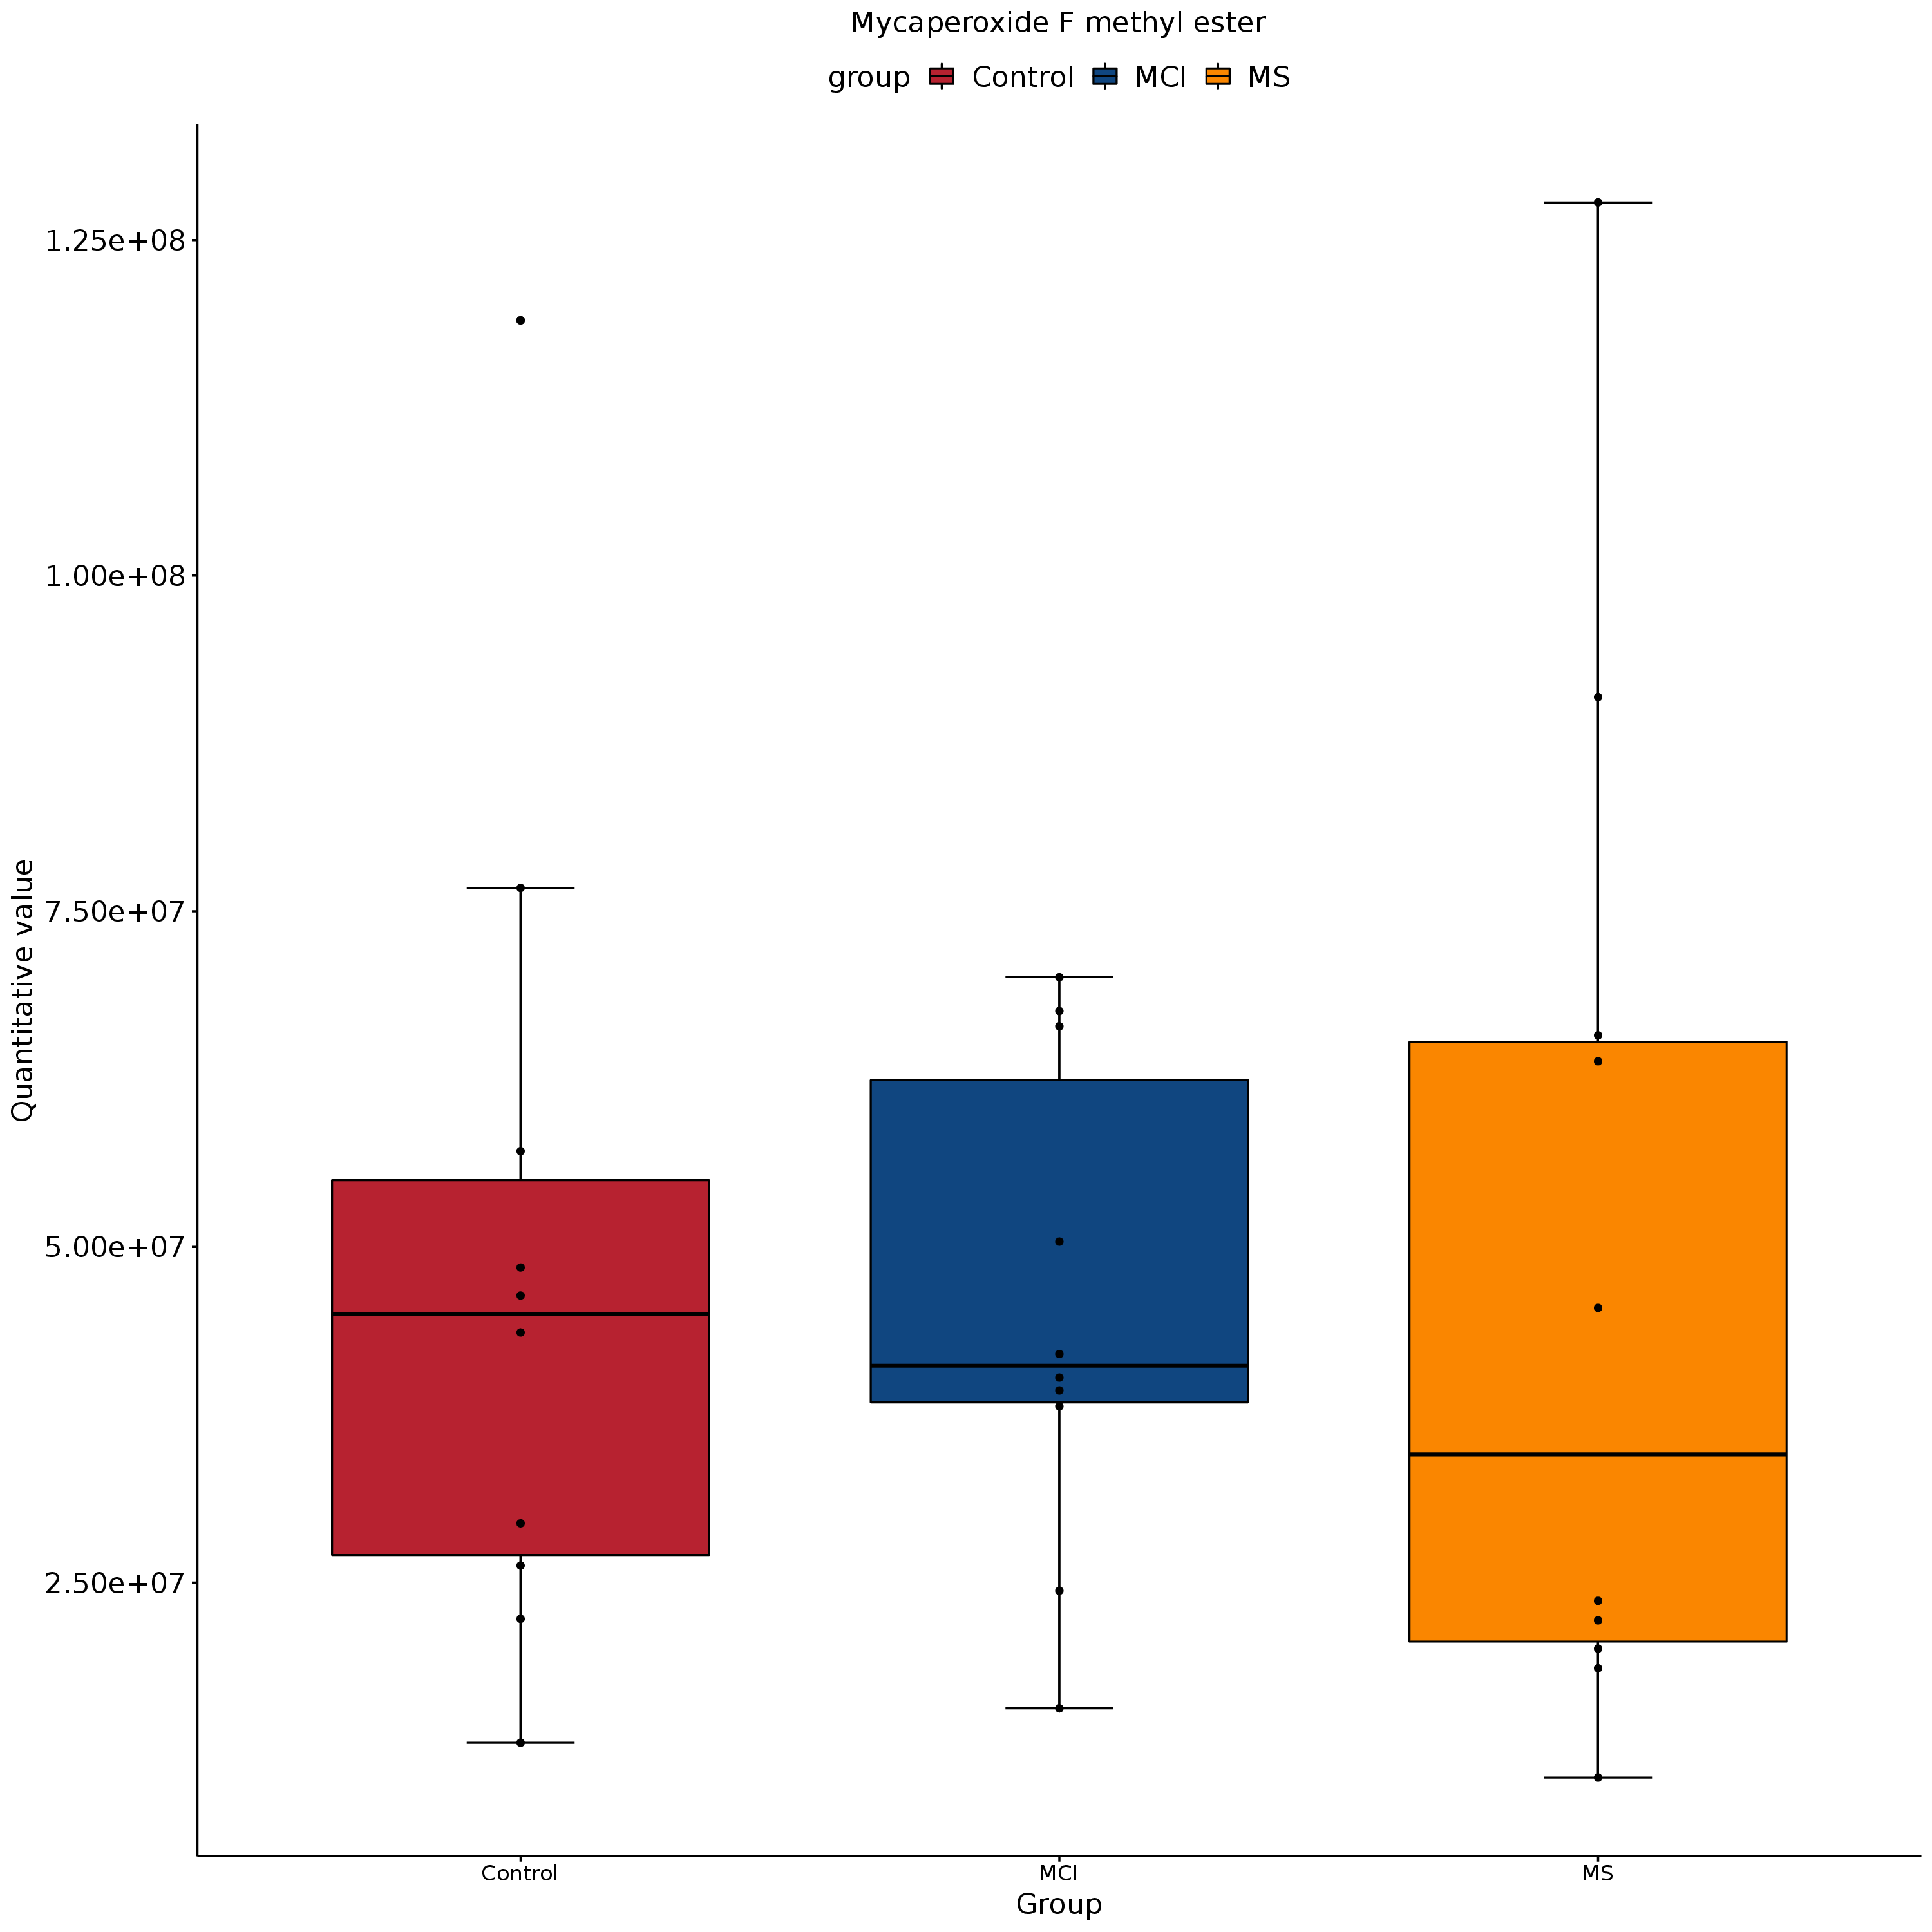 Mycaperoxide F methyl ester
group Control MCI MS
1.25e+08
1.00e+08
7.50e+07
5.00e+07
2.50e+07
Quantitative value
Control MCI MS
Group